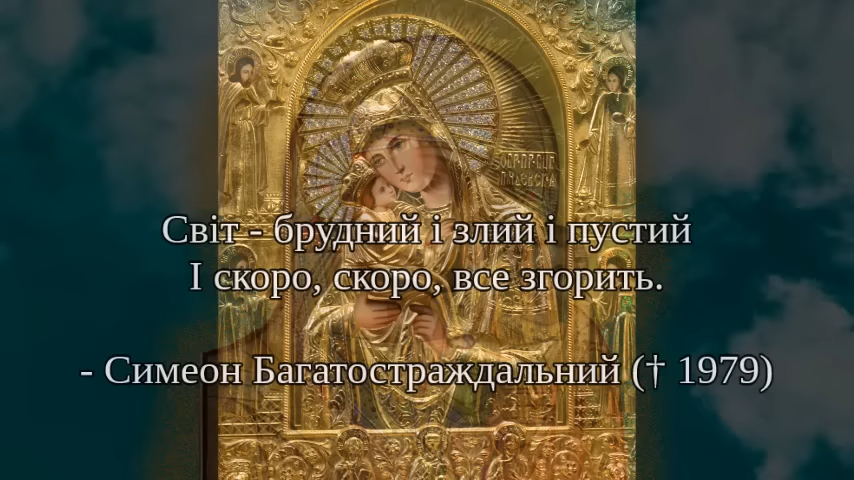 Світ - брудний і злий і пустий
І скоро, скоро, все згорить.
- Симеон Багатостраждальний († 1979)